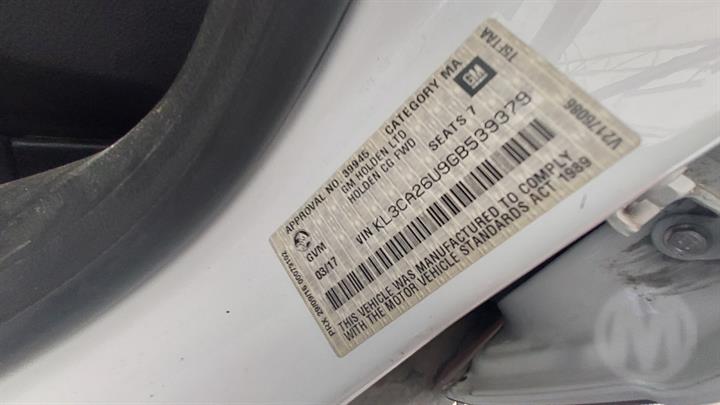 APPROVAL NO. 39945 CATEGORY MA
GM HOLDEN LTD
HOLDEN CG FWD
GVM SEATS 7
GM
VIN KL3CA26U9GB539379
03/17
THIS VEHICLE WAS MANUFACTURED TO COMPLY
WITH THE MOTOR VEHICLE STANDARDS ACT 1989
V2176086
M